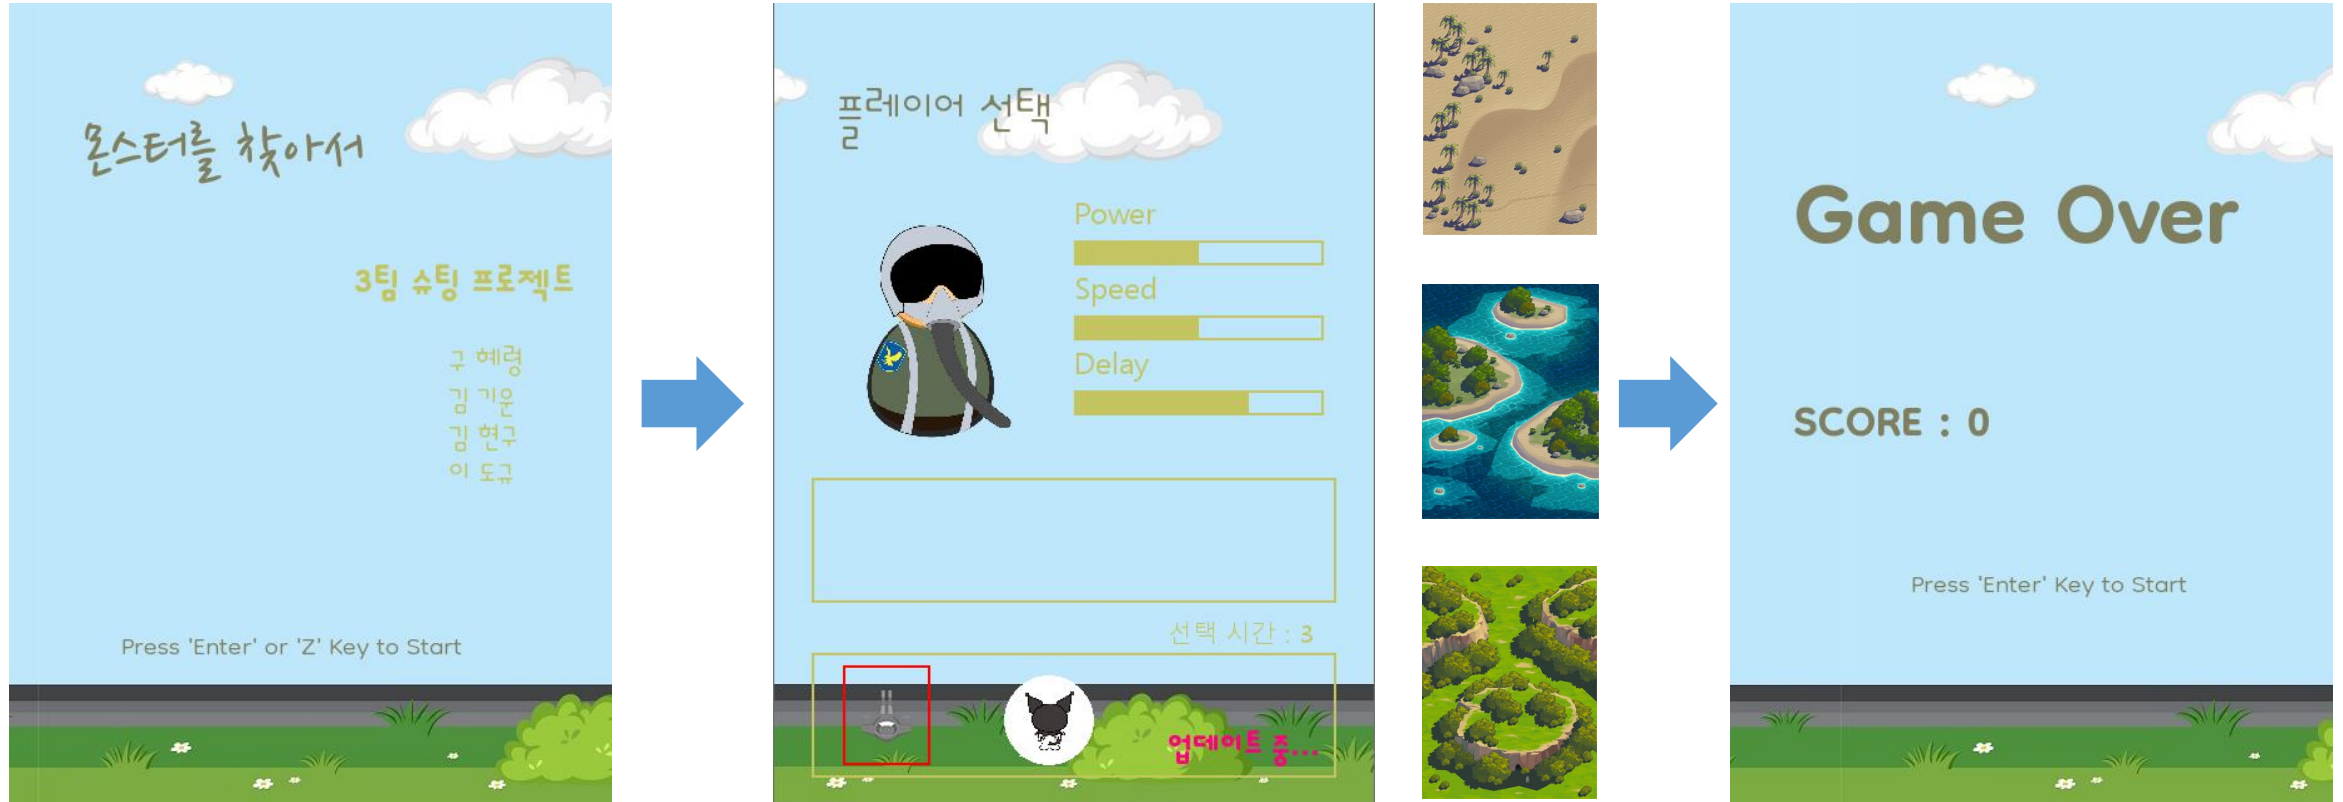 몬스터를 찾아서
3팀 슈팅 프로젝트
구 혜령
김 기운
김 현구
이 도규
Press 'Enter' or 'Z' Key to Start
플레이어 선택
Power
Speed
Delay
선택 시간 : 3
업데이트 중...
Game Over
SCORE : 0
Press 'Enter' Key to Start